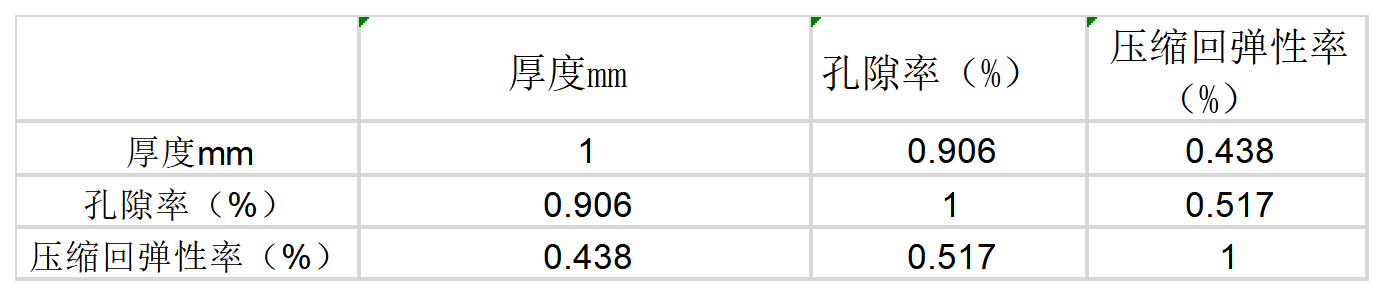 厚度mm 孔隙率（%） 压缩回弹性率
（%）
厚度mm 1 0.906 0.438
孔隙率（%） 0.906 1 0.517
压缩回弹性率（%） 0.438 0.517 1